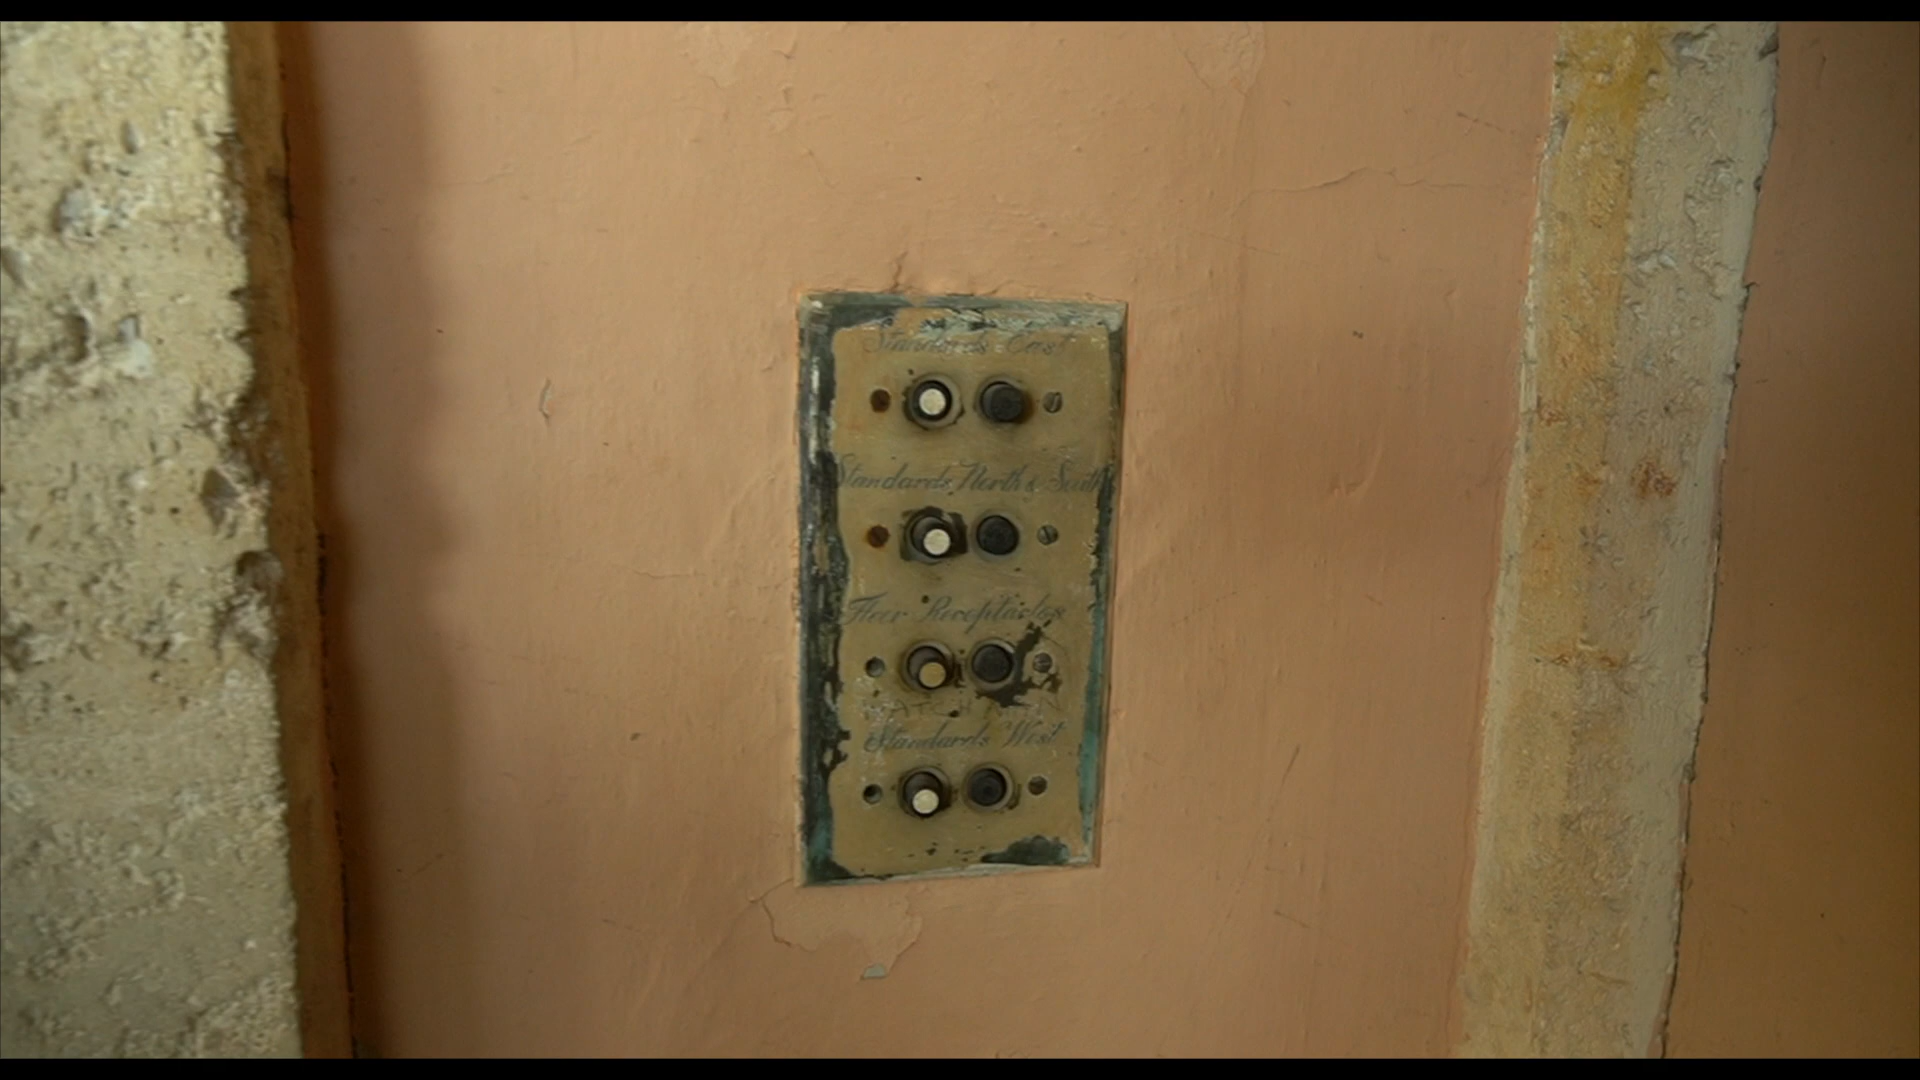 Standards East
Standards North & South
Floor Receptacles
Standards West